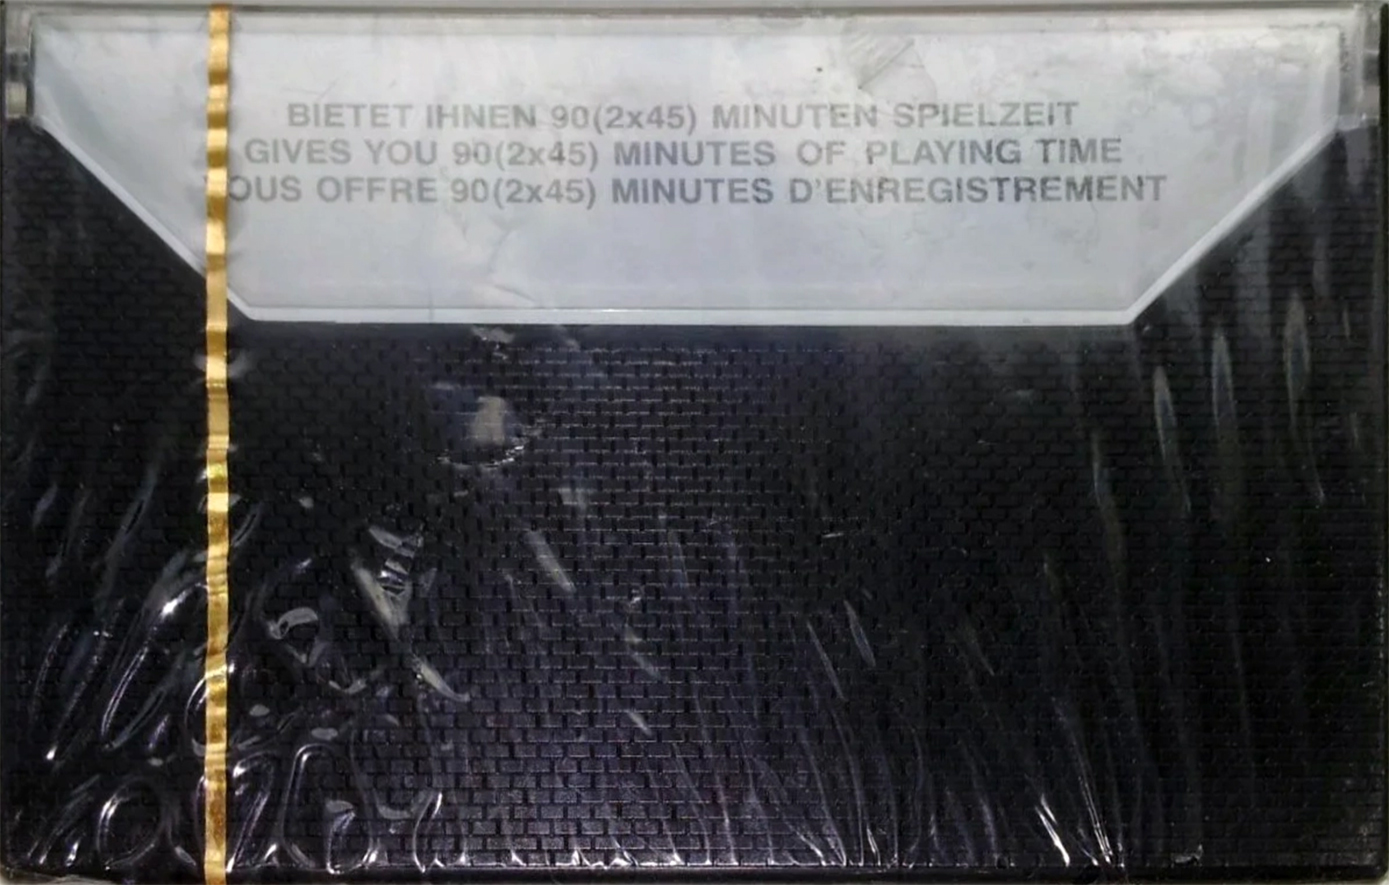 BIETET IHNEN 90(2x45) MINUTEN SPIELZEIT
GIVES YOU 90(2x45) MINUTES OF PLAYING TIME
OUS OFFRE 90(2x45) MINUTES D'ENREGISTREMENT